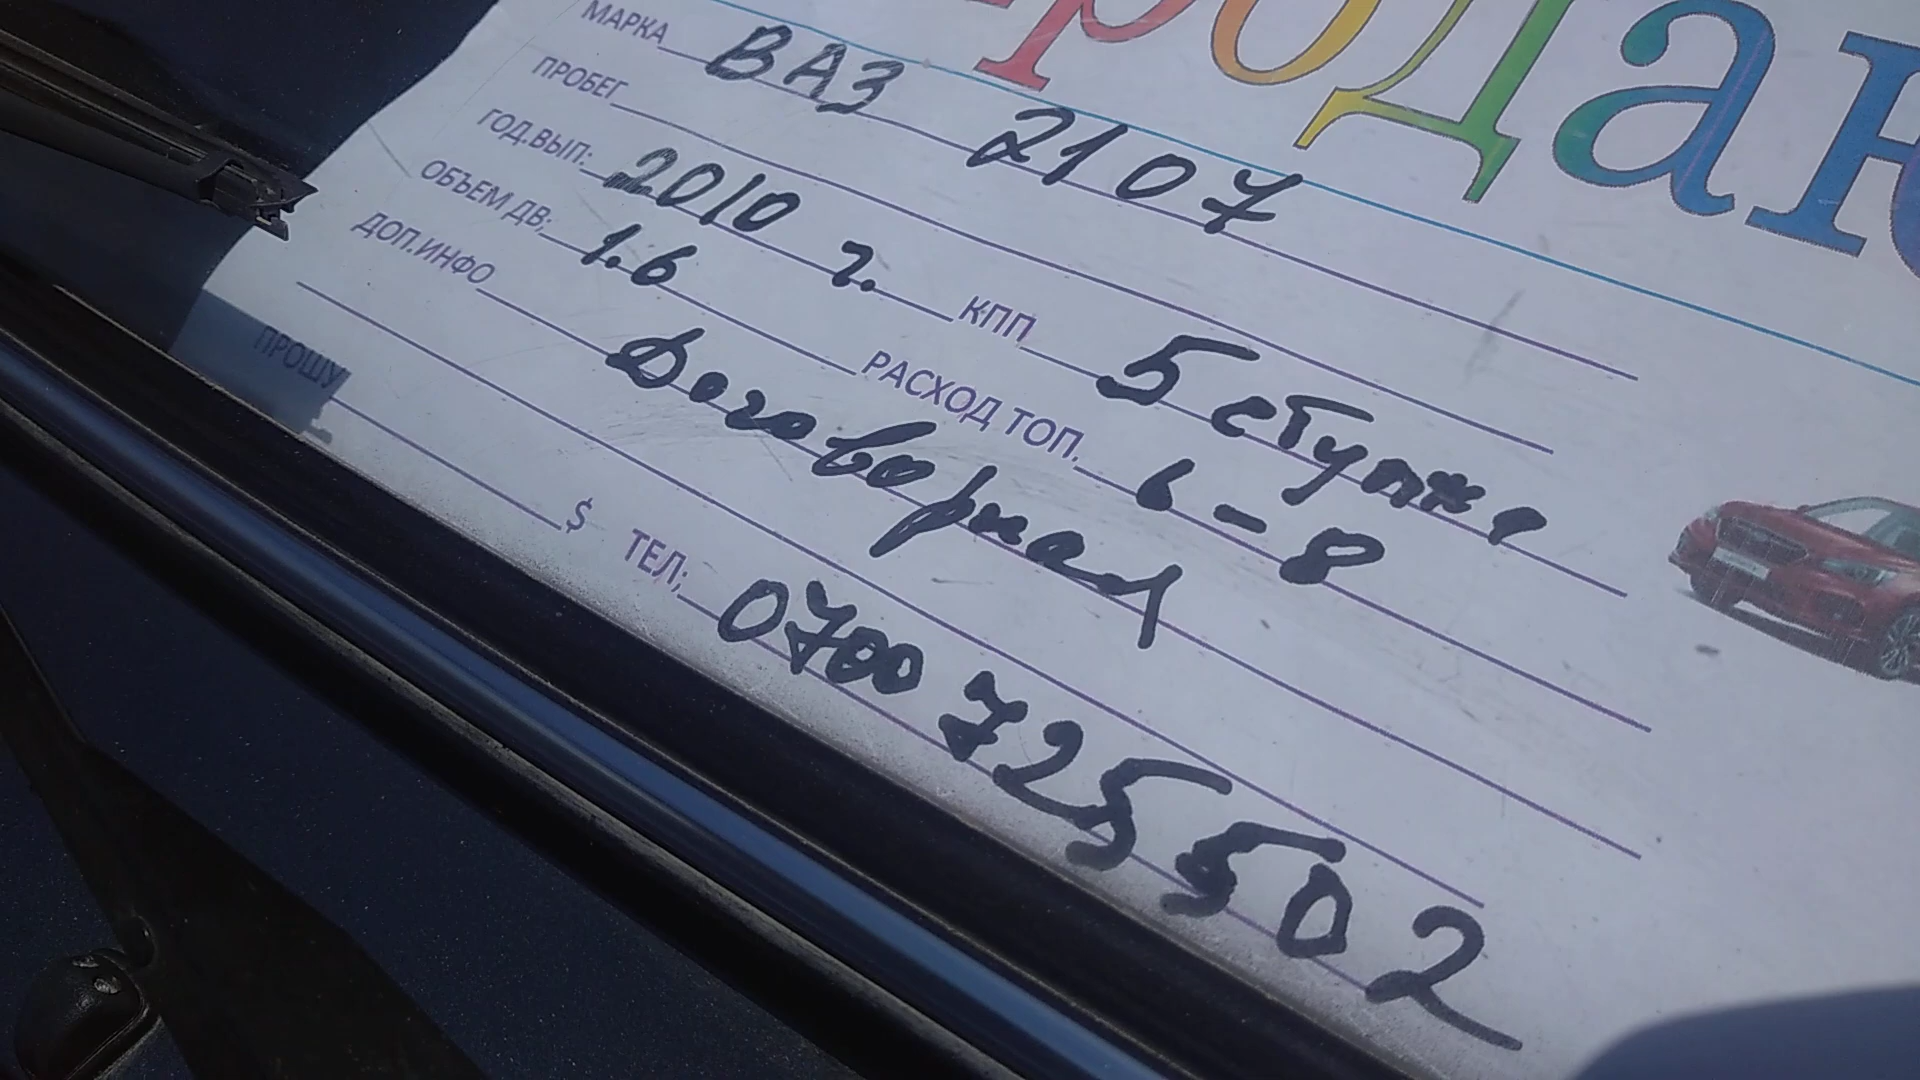 Продаю
МАРКА ВАЗ 2107
ПРОБЕГ
ГОД.ВЫП: 2010 г. КПП 5 ступка
ОБЪЕМ ДВ; 1.6 РАСХОД ТОП. 6-8
ДОП.ИНФО Договорная
ПРОШУ $ ТЕЛ; 0700 725502